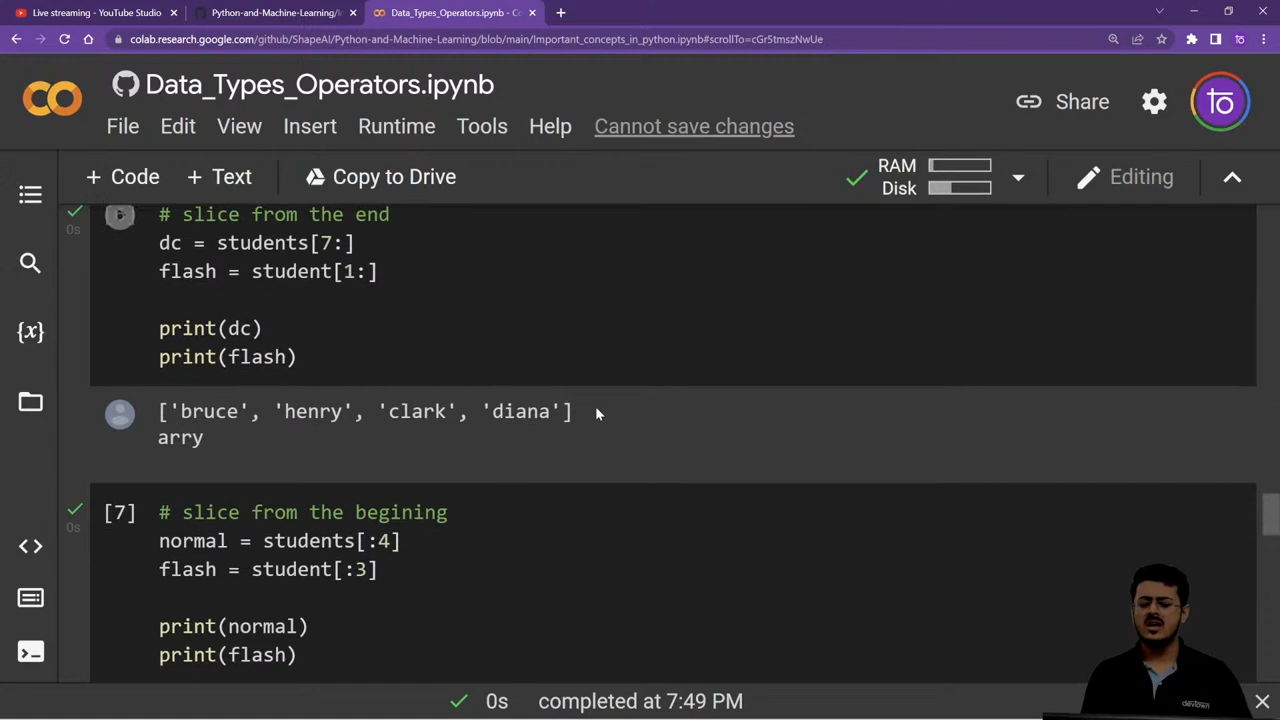 Live streaming - YouTube Studio
Python-and-Machine-Learning/I
Data_Types_Operators.ipynb - Co
colab.research.google.com/github/ShapeAI/Python-and-Machine-Learning/blob/main/Important_concepts_in_python.ipynb#scrollTo=cGr5tmszNwUe
Data_Types_Operators.ipynb
Share
File Edit View Insert Runtime Tools Help Cannot save changes
+ Code + Text Copy to Drive
RAM
Disk
Editing
# slice from the end
0s
dc = students[7:]
flash = student[1:]
print(dc)
print(flash)
['bruce', 'henry', 'clark', 'diana']
arry
{x}
[7] # slice from the begining
0s
normal = students[:4]
flash = student[:3]
print(normal)
print(flash)
0s completed at 7:49 PM
devtown